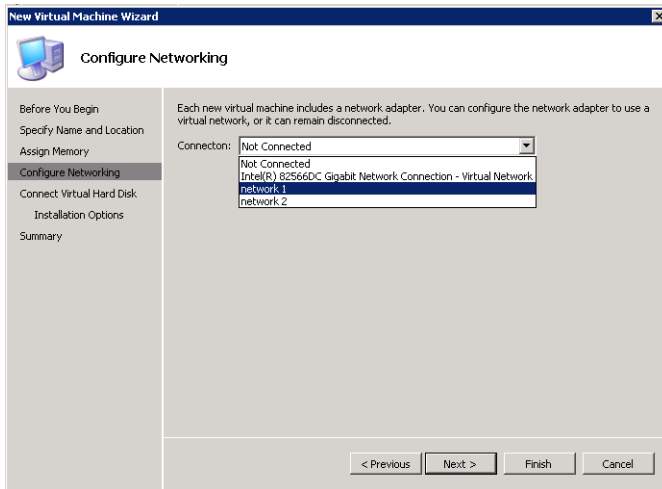 New Virtual Machine Wizard
Configure Networking
Before You Begin
Specify Name and Location
Assign Memory
Configure Networking
Connect Virtual Hard Disk
Installation Options
Summary
Each new virtual machine includes a network adapter. You can configure the network adapter to use a
virtual network, or it can remain disconnected.
Connecton: Not Connected
Not Connected
Intel(R) 82566DC Gigabit Network Connection - Virtual Network
network 1
network 2
< Previous Next > Finish Cancel